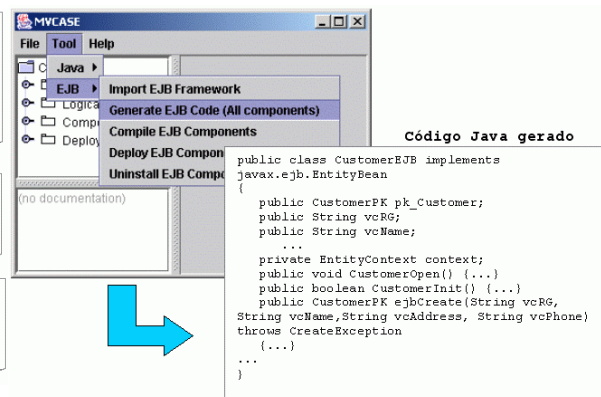 MVCASE
File Tool Help
Java
EJB
Import EJB Framework
Generate EJB Code (All components)
Compile EJB Components
Deploy EJB Compon
Uninstall EJB Compo
C
Logica
Compo
Deploy
(no documentation)
Código Java gerado
public class CustomerEJB implements
javax.ejb.EntityBean
{
public CustomerPK pk_Customer;
public String vcRG;
public String vcName;
...
private EntityContext context;
public void CustomerOpen() {...}
public boolean CustomerInit() {...}
public CustomerPK ejbCreate(String vcRG,
String vcName,String vcAddress, String vcPhone)
throws CreateException
{...}
...
}